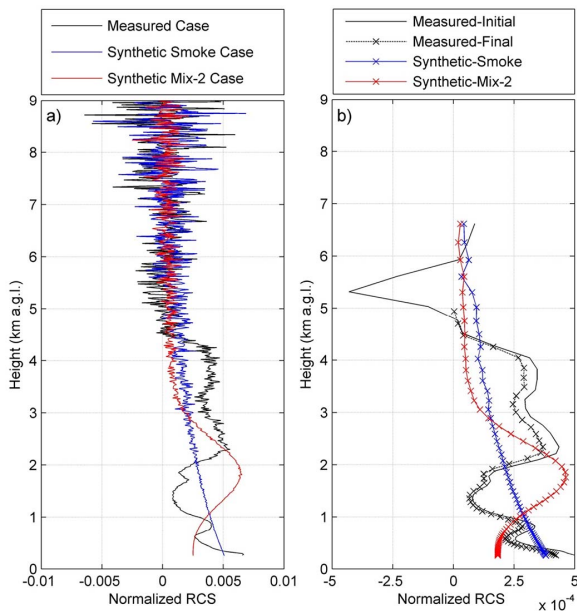 Measured Case
Synthetic Smoke Case
Synthetic Mix-2 Case
Measured-Initial
Measured-Final
Synthetic-Smoke
Synthetic-Mix-2
a)
9
8
7
6
5
4
3
2
1
0
Height (km a.g.l.)
-0.01 -0.005 0 0.005 0.01
Normalized RCS
b)
9
8
7
6
5
4
3
2
1
0
Height (km a.g.l.)
-5 -2.5 0 2.5 5
x 10⁻⁴
Normalized RCS